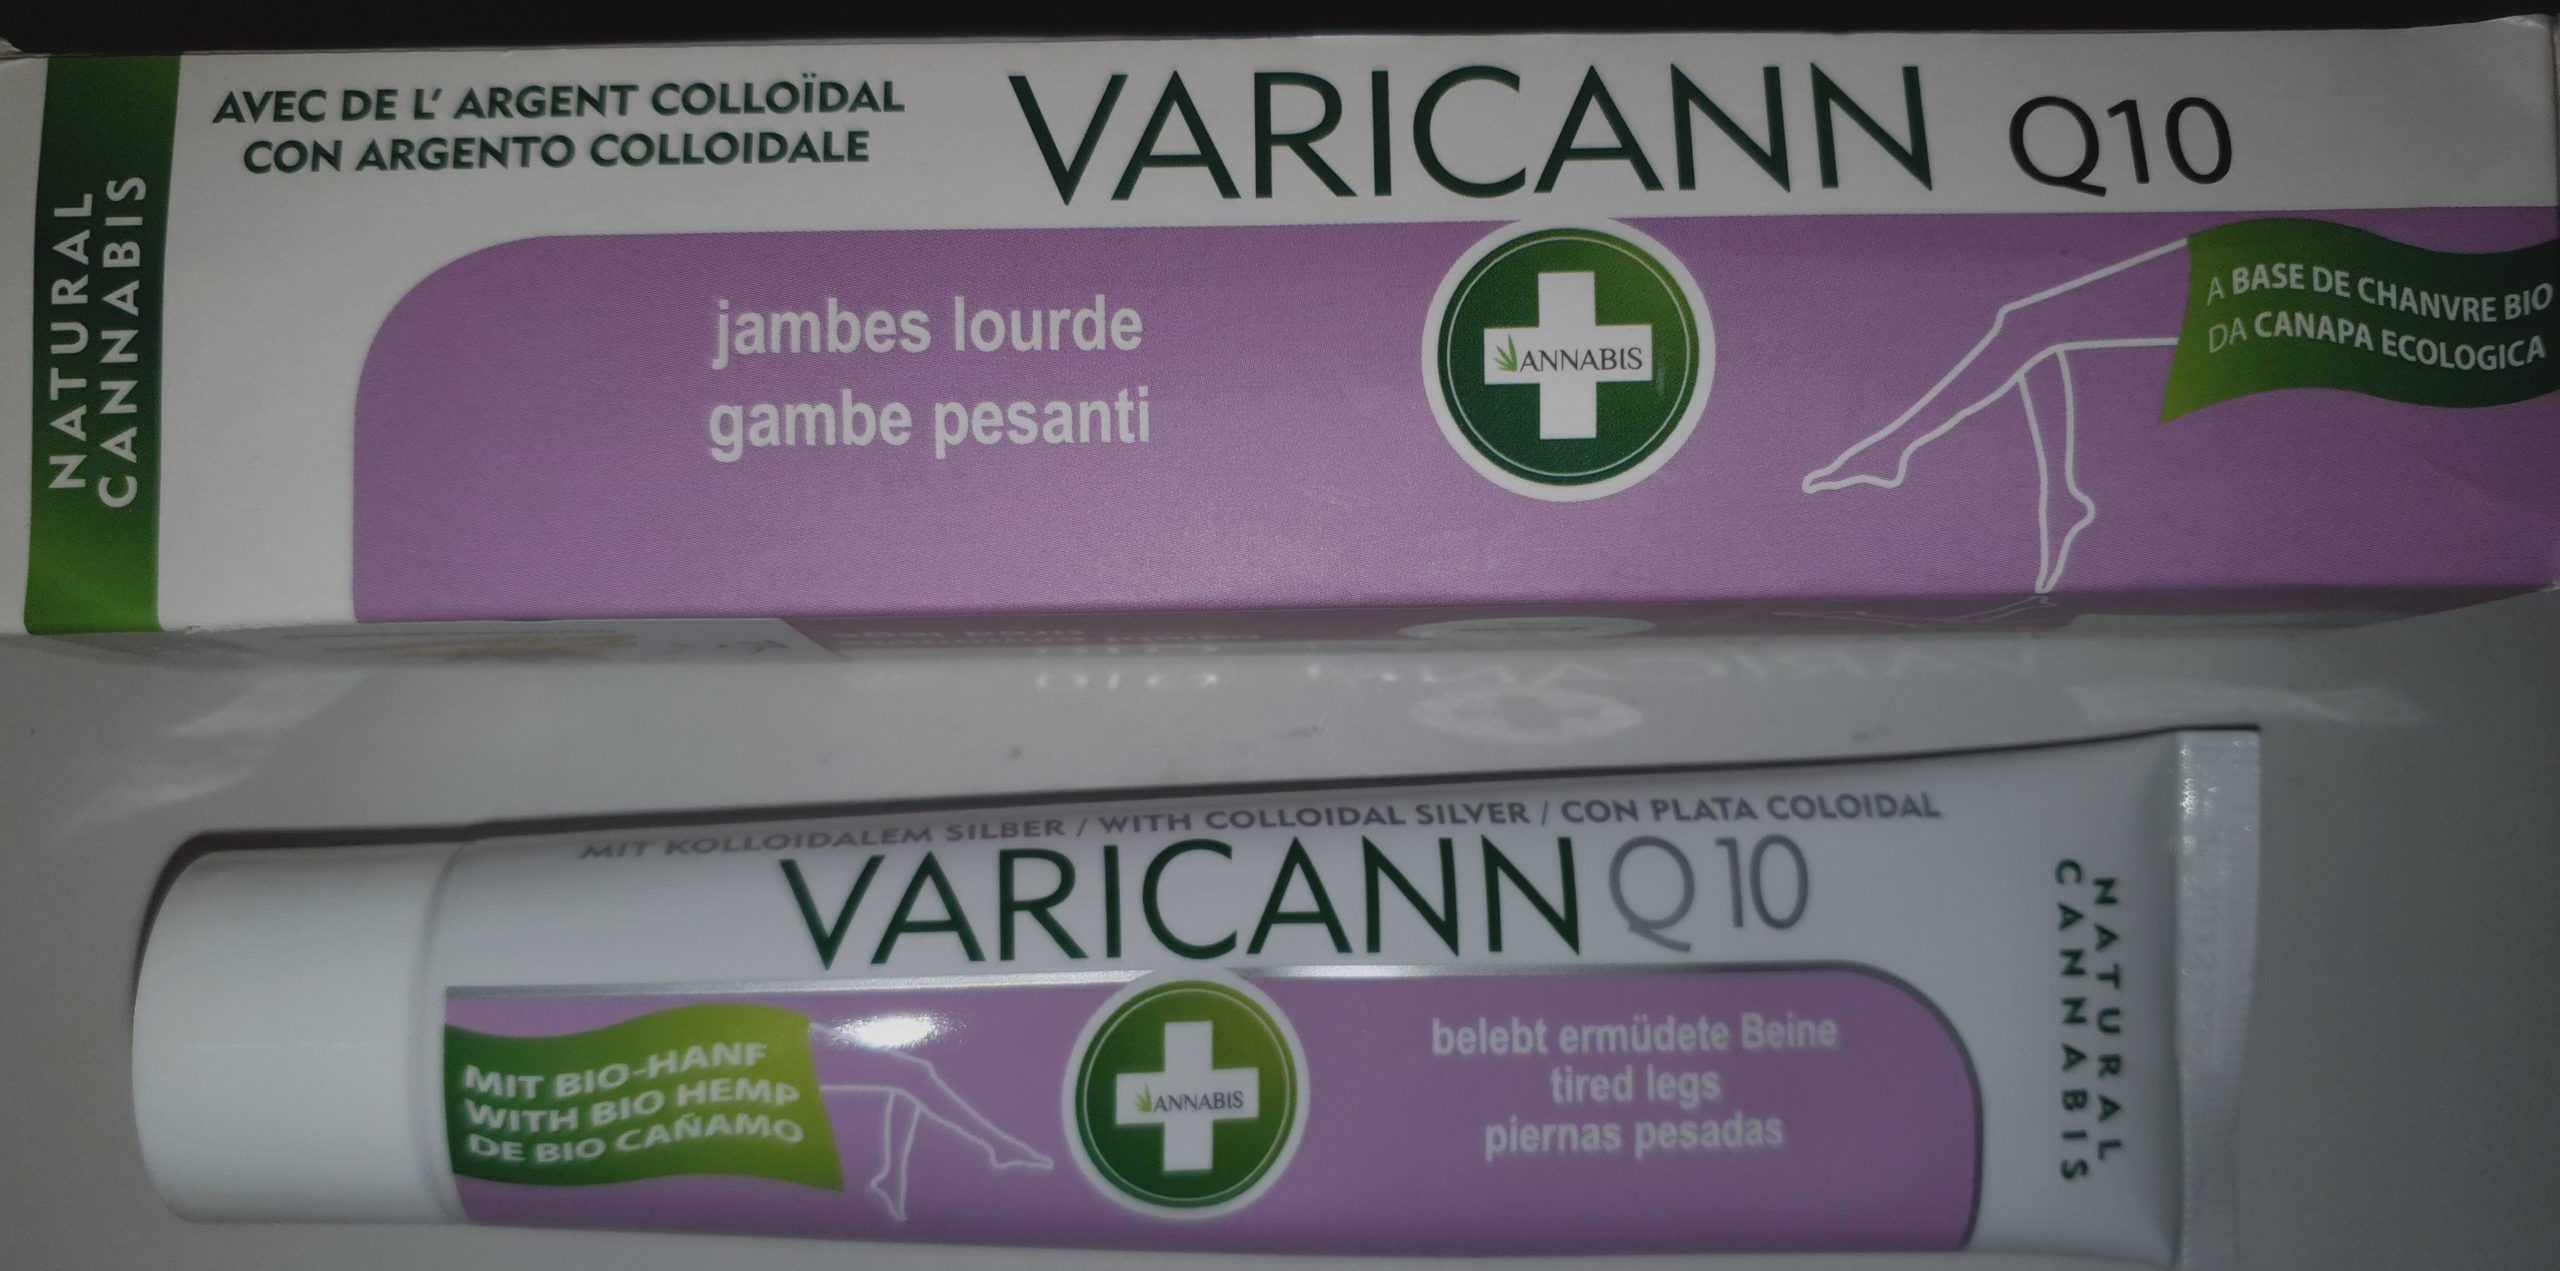 NATURAL
CANNABIS
AVEC DE L' ARGENT COLLOÏDAL
CON ARGENTO COLLOIDALE
VARICANN Q10
jambes lourde
gambe pesanti
ANNABIS
A BASE DE CHANVRE BIO
DA CANAPA ECOLOGICA
MIT KOLLOIDALEM SILBER / WITH COLLOIDAL SILVER / CON PLATA COLOIDAL
VARICANN Q10
MIT BIO-HANF
WITH BIO HEMP
DE BIO CAÑAMO
ANNABIS
belebt ermüdete Beine
tired legs
piernas pesadas
NATURAL
CANNABIS